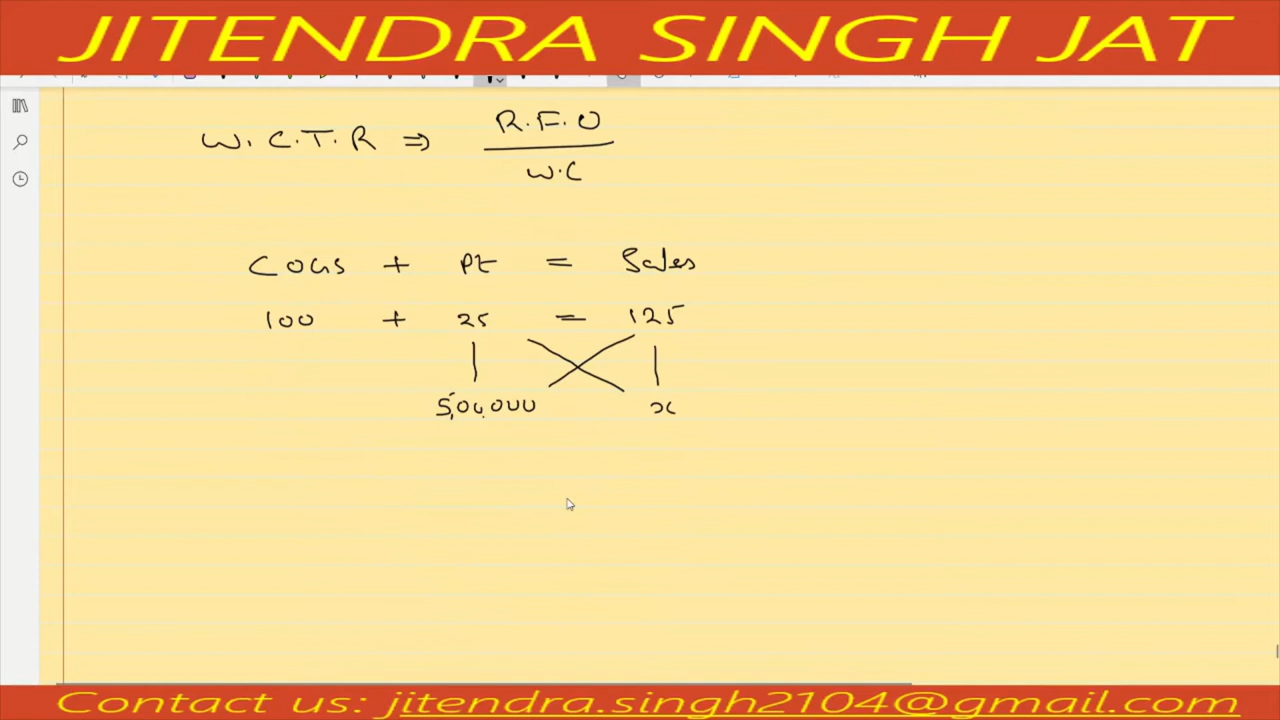 JITENDRA SINGH JAT
W.C.T.R ⇒ R.F.O
W.C
COGS + Pt = Sales
100 + 25 = 125
5,00,000 x
Contact us: jitendra.singh2104@gmail.com